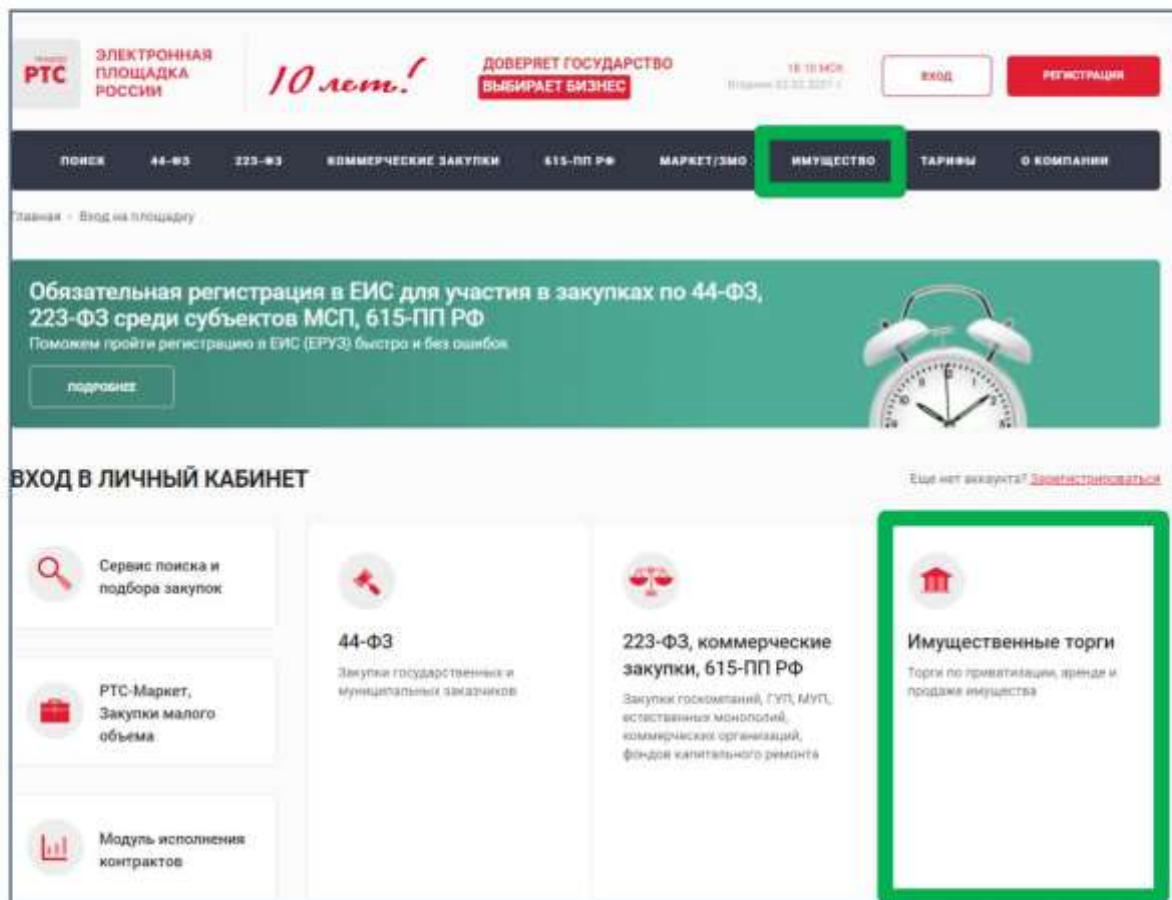 РТС
ЭЛЕКТРОННАЯ
ПЛОЩАДКА
РОССИИ
10 лет!
ДОВЕРЯЕТ ГОСУДАРСТВО
ВЫБИРАЕТ БИЗНЕС
ВХОД
РЕГИСТРАЦИЯ
ПОИСК 44-ФЗ 223-ФЗ КОММЕРЧЕСКИЕ ЗАКУПКИ 615-ПП РФ МАРКЕТ/ЗМО ИМУЩЕСТВО ТАРИФЫ О КОМПАНИИ
Главная - Вход на площадку
Обязательная регистрация в ЕИС для участия в закупках по 44-ФЗ,
223-ФЗ среди субъектов МСП, 615-ПП РФ
Поможем пройти регистрацию в ЕИС (ЕРУЗ) быстро и без ошибок
ПОДРОБНЕЕ
ВХОД В ЛИЧНЫЙ КАБИНЕТ
Еще нет аккаунта? Зарегистрироваться
Сервис поиска и
подбора закупок
РТС-Маркет,
Закупки малого
объема
Модуль исполнения
контрактов
44-ФЗ
Закупки государственных и
муниципальных заказчиков
223-ФЗ, коммерческие
закупки, 615-ПП РФ
Закупки госкомпаний, ГУП, МУП,
естественных монополий,
коммерческих организаций,
фондов капитального ремонта
Имущественные торги
Торги по приватизации, аренде и
продаже имущества